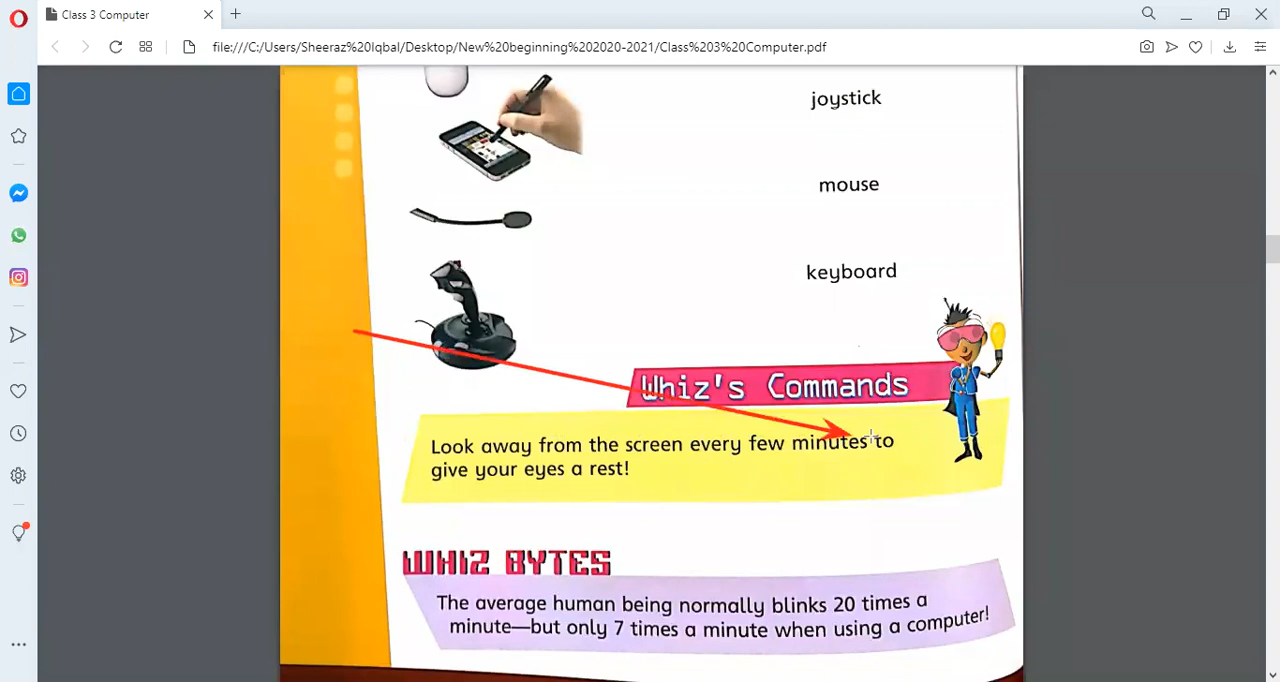 Class 3 Computer
file:///C:/Users/Sheeraz%20Iqbal/Desktop/New%20beginning%202020-2021/Class%203%20Computer.pdf
joystick
mouse
keyboard
Whiz's Commands
Look away from the screen every few minutes to
give your eyes a rest!
WHIZ BYTES
The average human being normally blinks 20 times a
minute—but only 7 times a minute when using a computer!